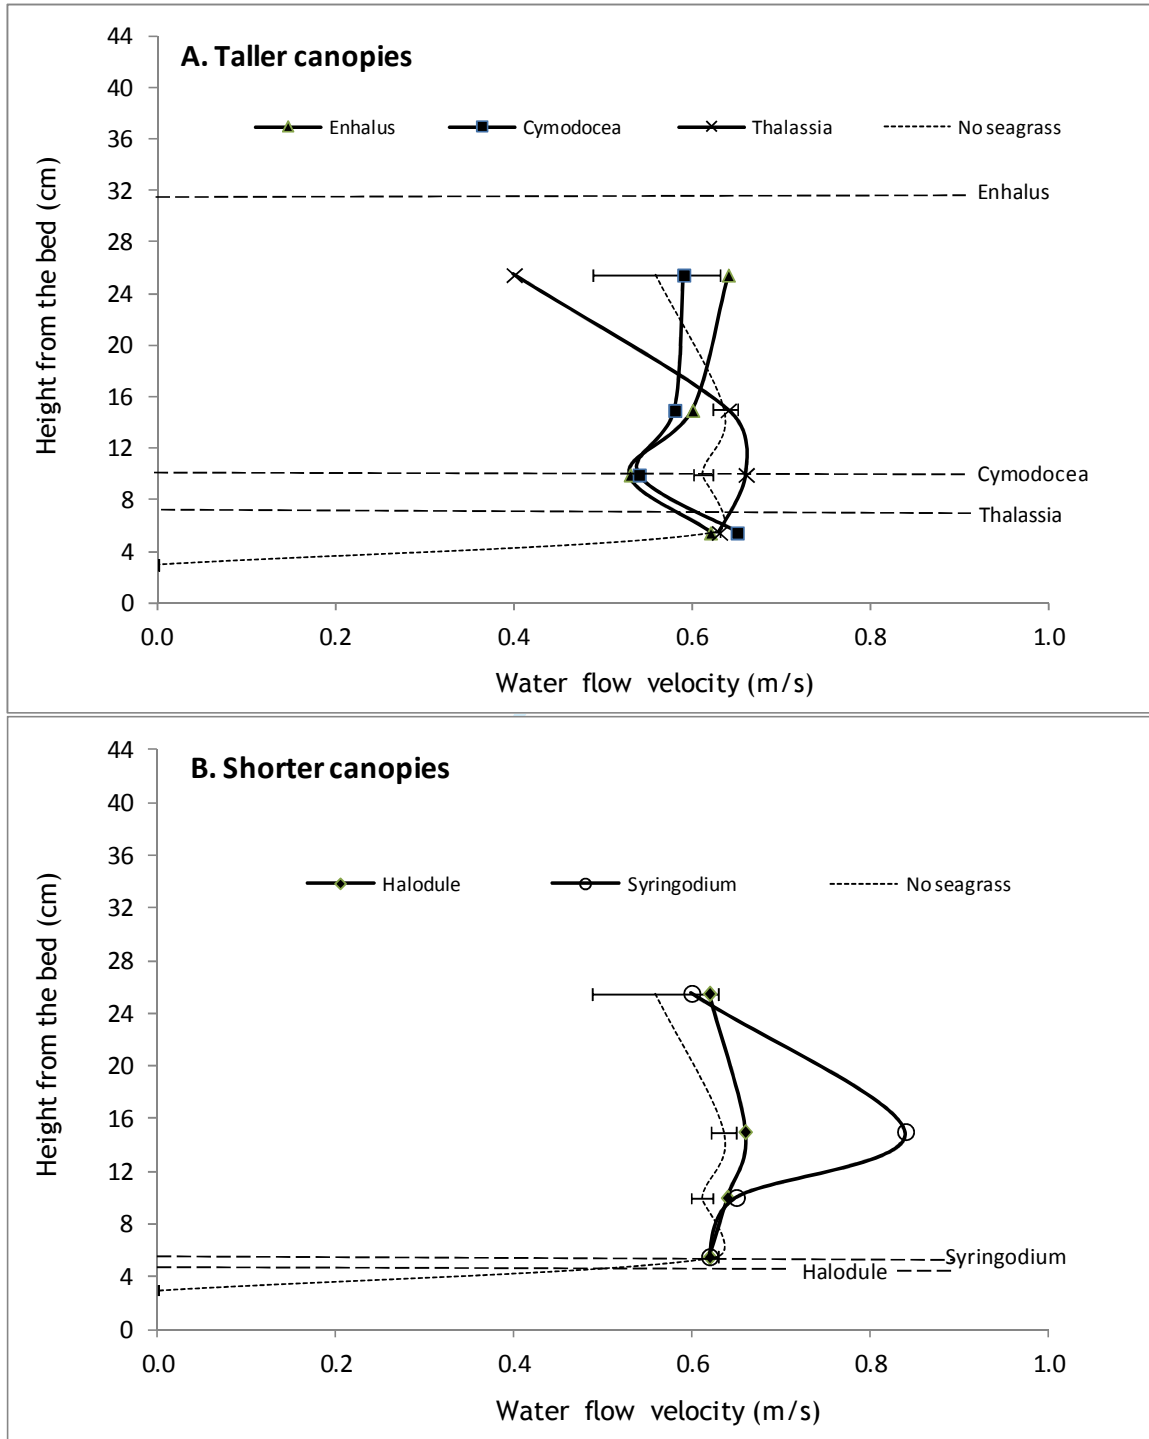 A. Taller canopies
Enhalus Cymodocea Thalassia No seagrass
44
40
36
32
28
24
20
16
12
8
4
0
Height from the bed (cm)
Enhalus
Cymodocea
Thalassia
0.0 0.2 0.4 0.6 0.8 1.0
Water flow velocity (m/s)
B. Shorter canopies
Halodule Syringodium No seagrass
44
40
36
32
28
24
20
16
12
8
4
0
Height from the bed (cm)
Syringodium
Halodule
0.0 0.2 0.4 0.6 0.8 1.0
Water flow velocity (m/s)